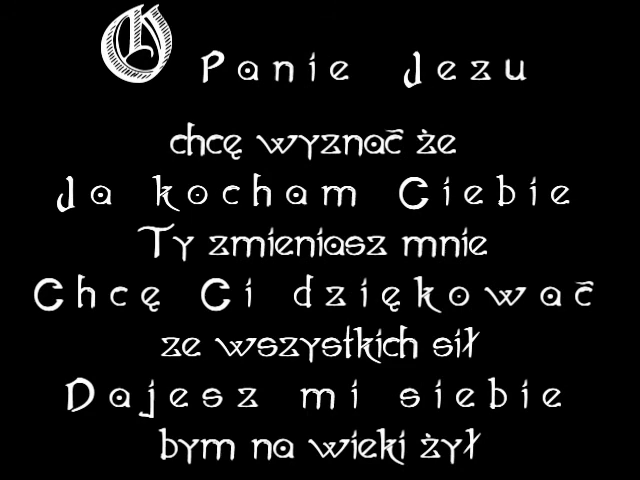 O Panie Jezu
chcę wyznać że
Ja kocham Ciebie
Ty zmieniasz mnie
Chcę Ci dziękować
ze wszystkich sił
Dajesz mi siebie
bym na wieki żył